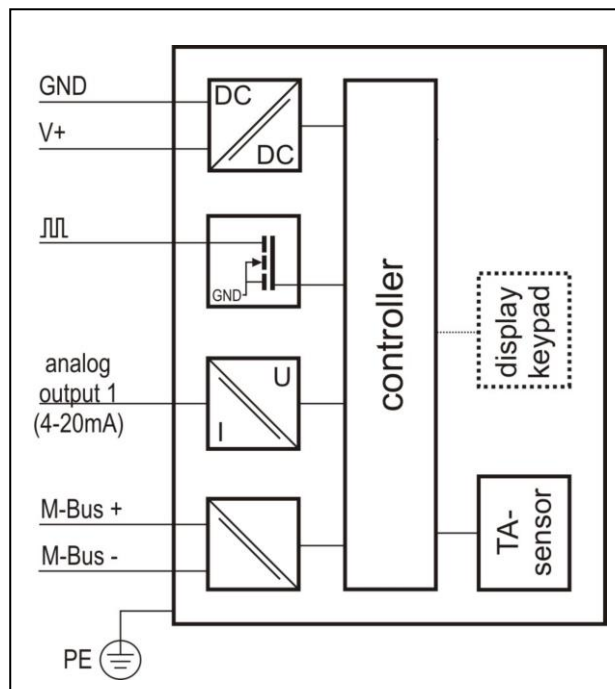 GND
V+
DC
DC
GND
analog
output 1
(4-20mA)
U
I
M-Bus +
M-Bus -
PE
controller
display
keypad
TA-
sensor